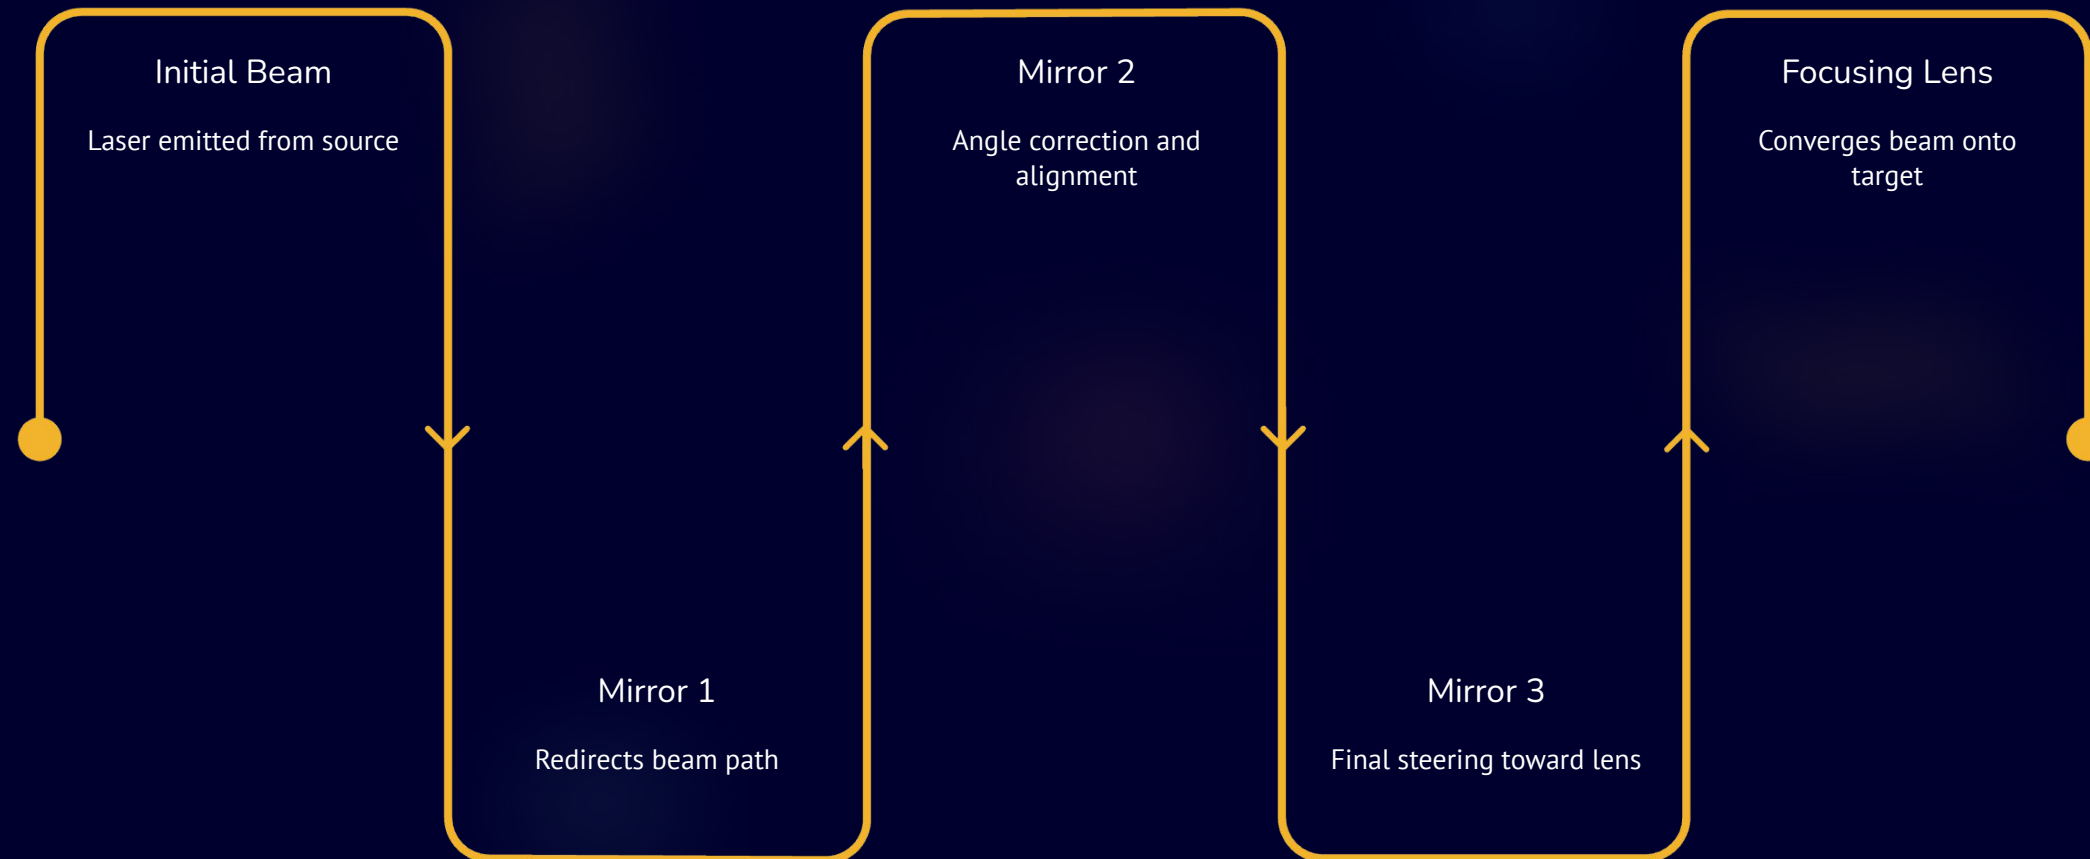 Initial Beam
Laser emitted from source
Mirror 1
Redirects beam path
Mirror 2
Angle correction and
alignment
Mirror 3
Final steering toward lens
Focusing Lens
Converges beam onto
target